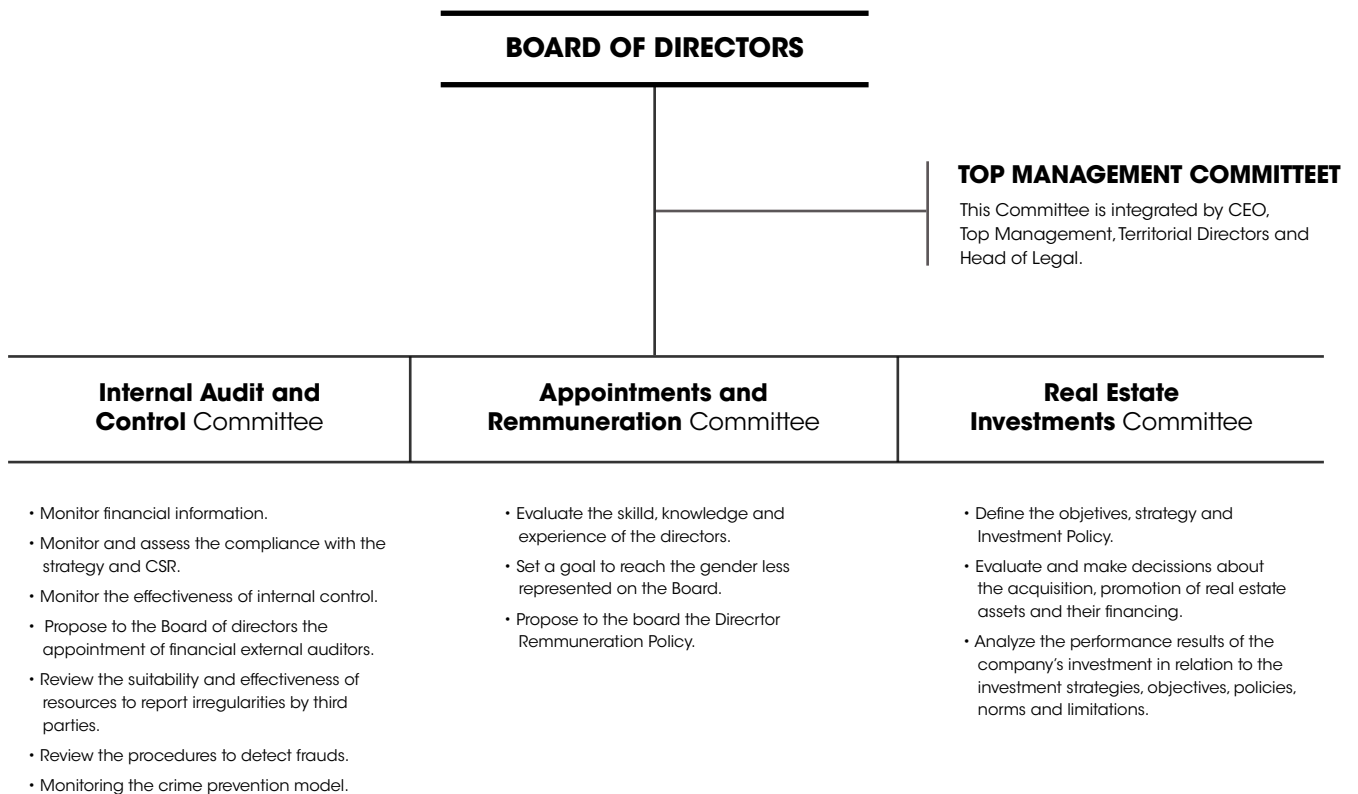 BOARD OF DIRECTORS
TOP MANAGEMENT COMMITTEET
This Committee is integrated by CEO,
Top Management, Territorial Directors and
Head of Legal.
Internal Audit and
Control Committee
Appointments and
Remmuneration Committee
Real Estate
Investments Committee
• Monitor financial information.
• Monitor and assess the compliance with the
strategy and CSR.
• Monitor the effectiveness of internal control.
• Propose to the Board of directors the
appointment of financial external auditors.
• Review the suitability and effectiveness of
resources to report irregularities by third
parties.
• Review the procedures to detect frauds.
• Monitoring the crime prevention model.
• Evaluate the skilld, knowledge and
experience of the directors.
• Set a goal to reach the gender less
represented on the Board.
• Propose to the board the Direcrtor
Remmuneration Policy.
• Define the objetives, strategy and
Investment Policy.
• Evaluate and make decissions about
the acquisition, promotion of real estate
assets and their financing.
• Analyze the performance results of the
company's investment in relation to the
investment strategies, objectives, policies,
norms and limitations.